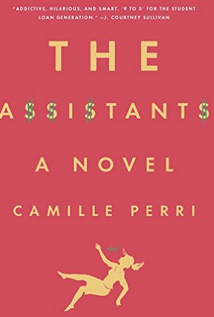 "ADDICTIVE, HILARIOUS, AND SMART, '9 TO 5' FOR THE STUDENT
LOAN GENERATION." —J. COURTNEY SULLIVAN
THE
A$$I$TANT$
A NOVEL
CAMILLE PERRI